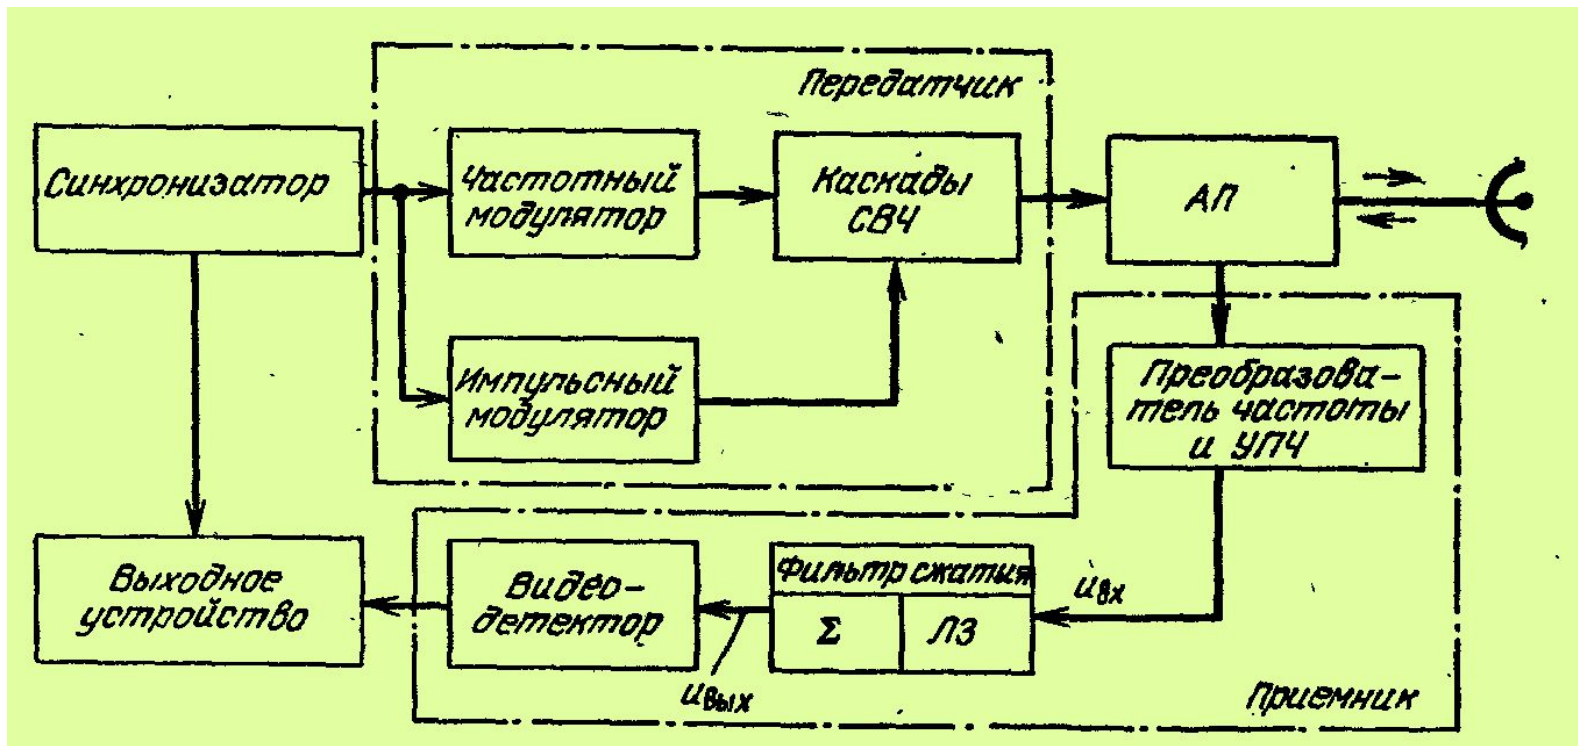 Передатчик
Синхронизатор
Частотный
модулятор
Каскады
СВЧ
АП
Импульсный
модулятор
Преобразова-
тель частоты
и УПЧ
Выходное
устройство
Видео-
детектор
Фильтр сжатия
Σ
ЛЗ
uвх
uвых
Приемник